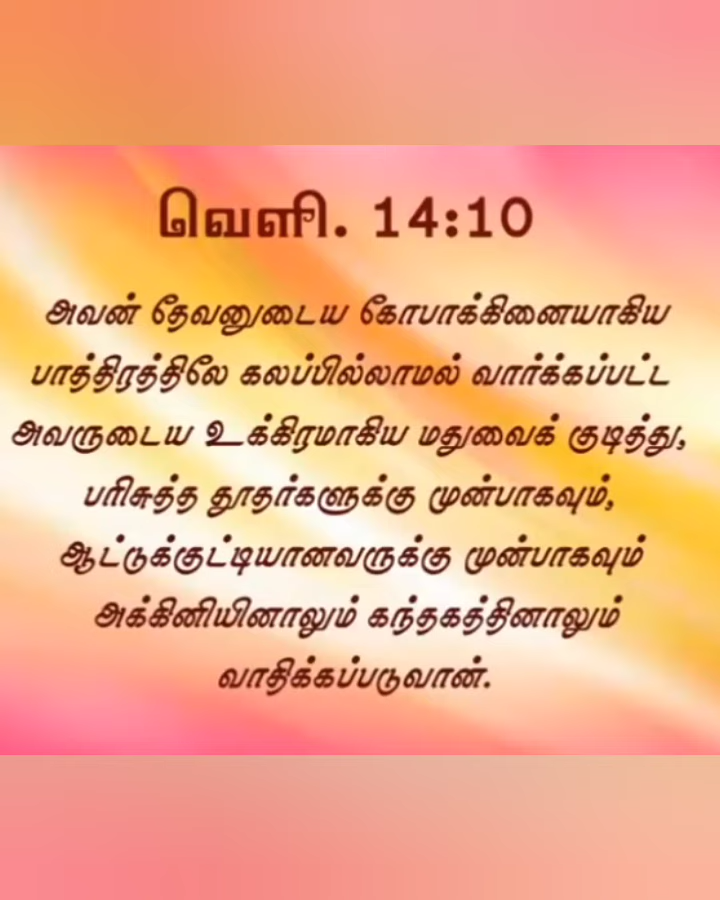 வெளி. 14:10
அவன் தேவனுடைய கோபாக்கினையாகிய
பாத்திரத்திலே கலப்பில்லாமல் வார்க்கப்பட்ட
அவருடைய உக்கிரமாகிய மதுவைக் குடித்து,
பரிசுத்த தூதர்களுக்கு முன்பாகவும்,
ஆட்டுக்குட்டியானவருக்கு முன்பாகவும்
அக்கினியினாலும் கந்தகத்தினாலும்
வாதிக்கப்படுவான்.